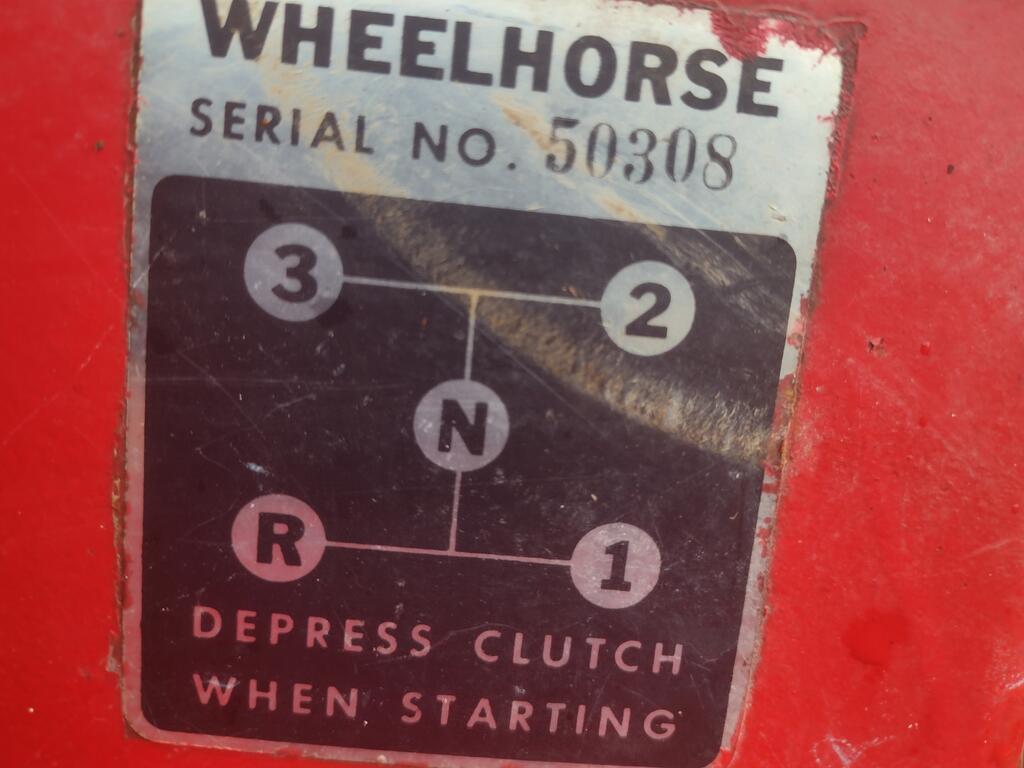 WHEELHORSE
SERIAL NO. 50308
3 2
N
R 1
DEPRESS CLUTCH
WHEN STARTING